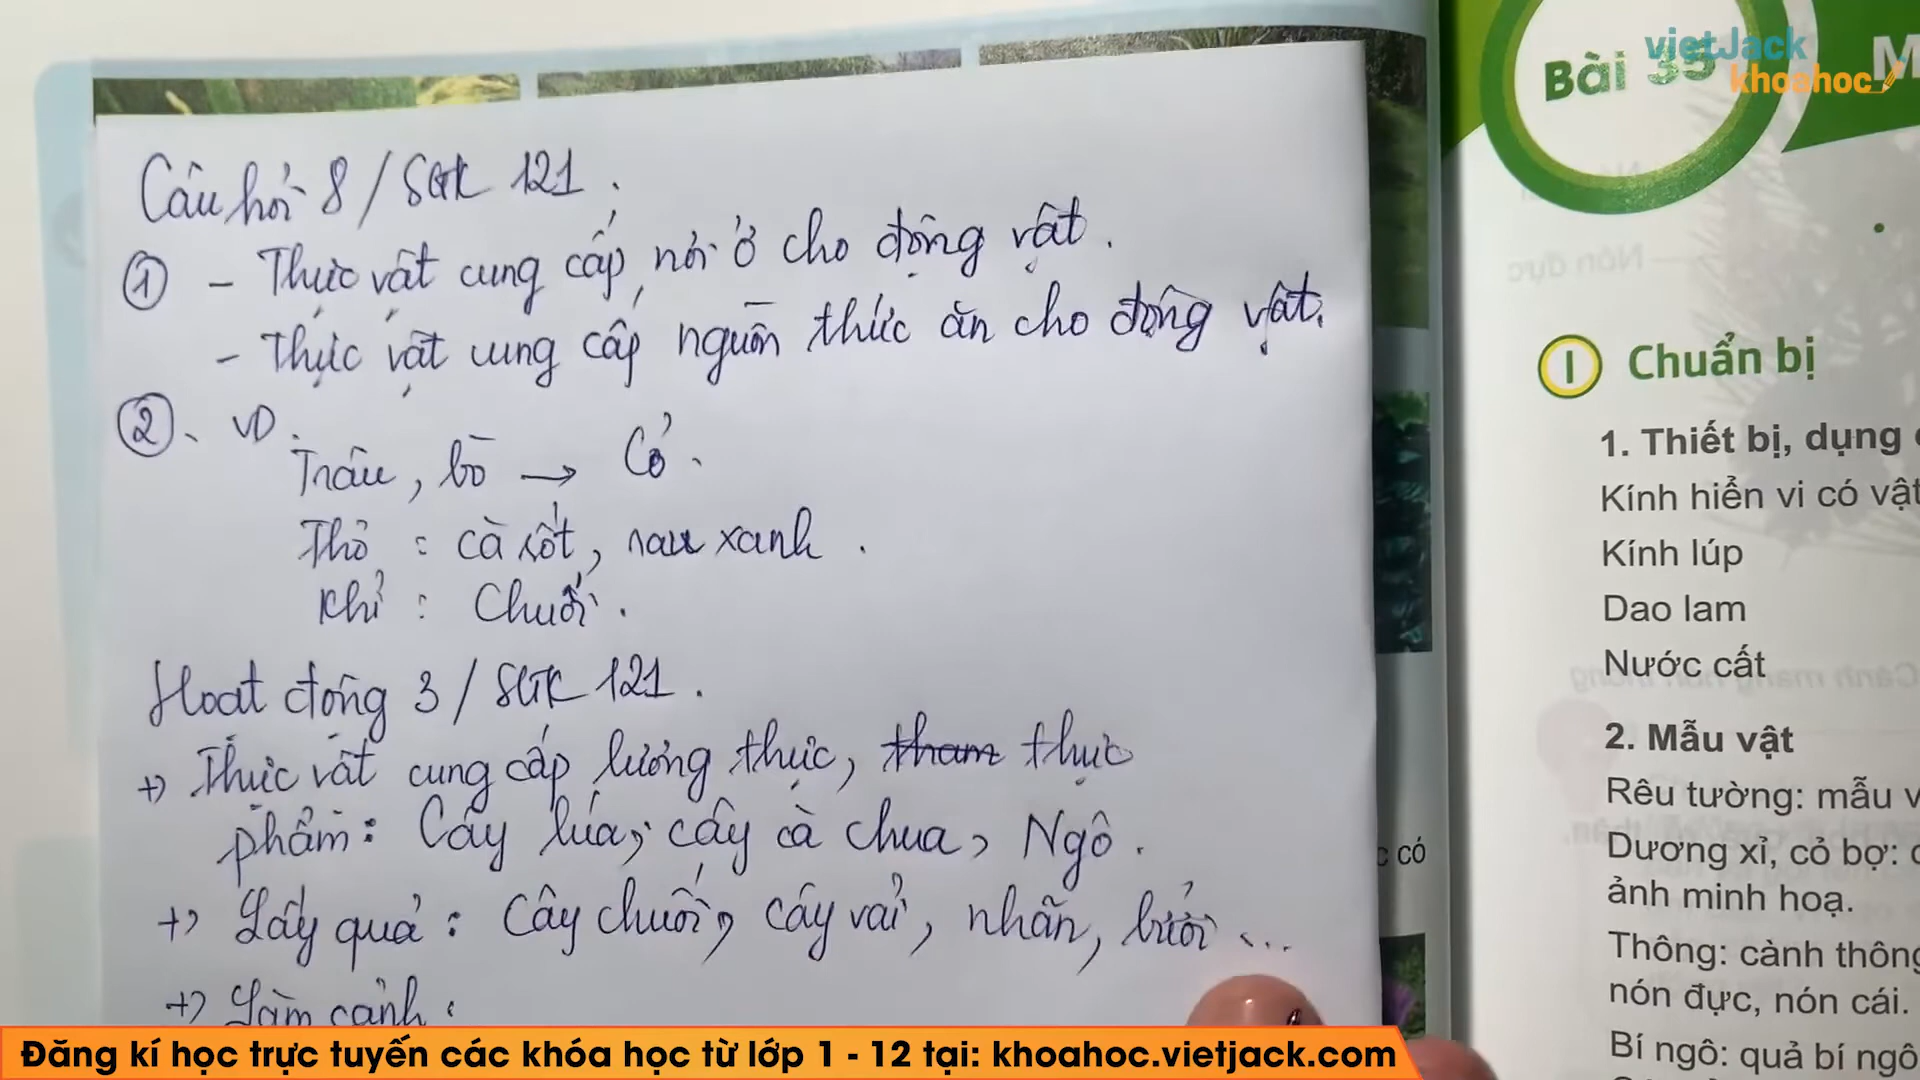 Câu hỏi 8 / SGK 121.
① - Thực vật cung cấp nơi ở cho động vật.
- Thực vật cung cấp nguồn thức ăn cho động vật.
②. VD.
Trâu, bò → Cỏ.
Thỏ : cà rốt, rau xanh.
Khỉ : Chuối.
Hoạt động 3 / SGK 121.
+) Thực vật cung cấp lương thực, tham thực
phẩm: Cây lúa, cây cà chua, Ngô.
+) Lấy quả: Cây chuối, cây vải, nhãn, bưởi ...
+) Làm cảnh:
c có
Bài 35
vietJack
khoahoc
M
I Chuẩn bị
1. Thiết bị, dụng
Kính hiển vi có vật
Kính lúp
Dao lam
Nước cất
2. Mẫu vật
Rêu tường: mẫu v
Dương xỉ, cỏ bợ:
ảnh minh hoạ.
Thông: cành thông
nón đực, nón cái.
Bí ngô: quả bí ngô
Đăng kí học trực tuyến các khóa học từ lớp 1 - 12 tại: khoahoc.vietjack.com